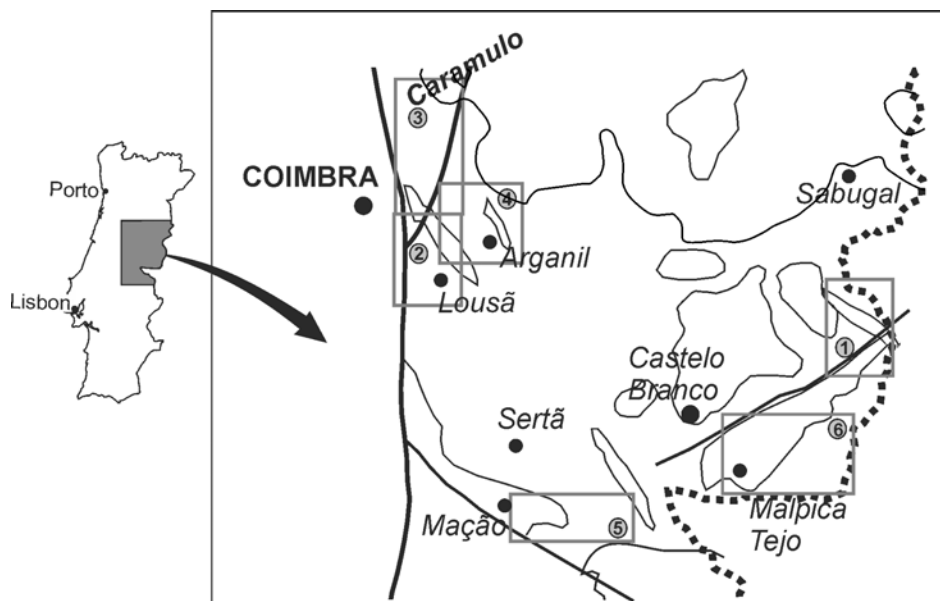 Caramulo
3
COIMBRA
Porto
Sabugal
4
Arganil
2
Lousã
Lisbon
1
Castelo
Branco
Sertã
6
Malpica
Tejo
Mação
5